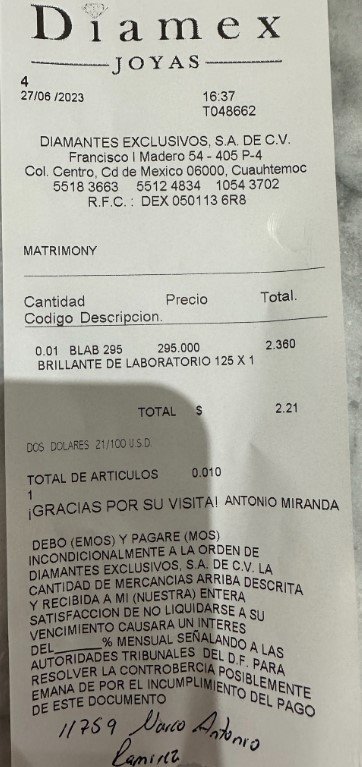 Diamex
JOYAS
4
27/06/2023 16:37
T048662
DIAMANTES EXCLUSIVOS, S.A. DE C.V.
Francisco I Madero 54 - 405 P-4
Col. Centro, Cd de Mexico 06000, Cuauhtemoc
5518 3663 5512 4834 1054 3702
R.F.C. : DEX 050113 6R8
MATRIMONY
Cantidad Precio Total.
Codigo Descripcion.
0.01 BLAB 295 295.000 2.360
BRILLANTE DE LABORATORIO 125 X 1
TOTAL $ 2.21
DOS DOLARES 21/100 U.S.D.
TOTAL DE ARTICULOS 0.010
1
¡GRACIAS POR SU VISITA! ANTONIO MIRANDA
DEBO (EMOS) Y PAGARE (MOS)
INCONDICIONALMENTE A LA ORDEN DE
DIAMANTES EXCLUSIVOS, S.A. DE C.V. LA
CANTIDAD DE MERCANCIAS ARRIBA DESCRITA
Y RECIBIDA A MI (NUESTRA) ENTERA
SATISFACCION DE NO LIQUIDARSE A SU
VENCIMIENTO CAUSARA UN INTERES
DEL______% MENSUAL SEÑALANDO A LAS
AUTORIDADES TRIBUNALES DEL D.F. PARA
RESOLVER LA CONTROBERCIA POSIBLEMENTE
EMANA DE POR EL INCUMPLIMIENTO DEL PAGO
DE ESTE DOCUMENTO
11759 Marco Antonio
Ramirez